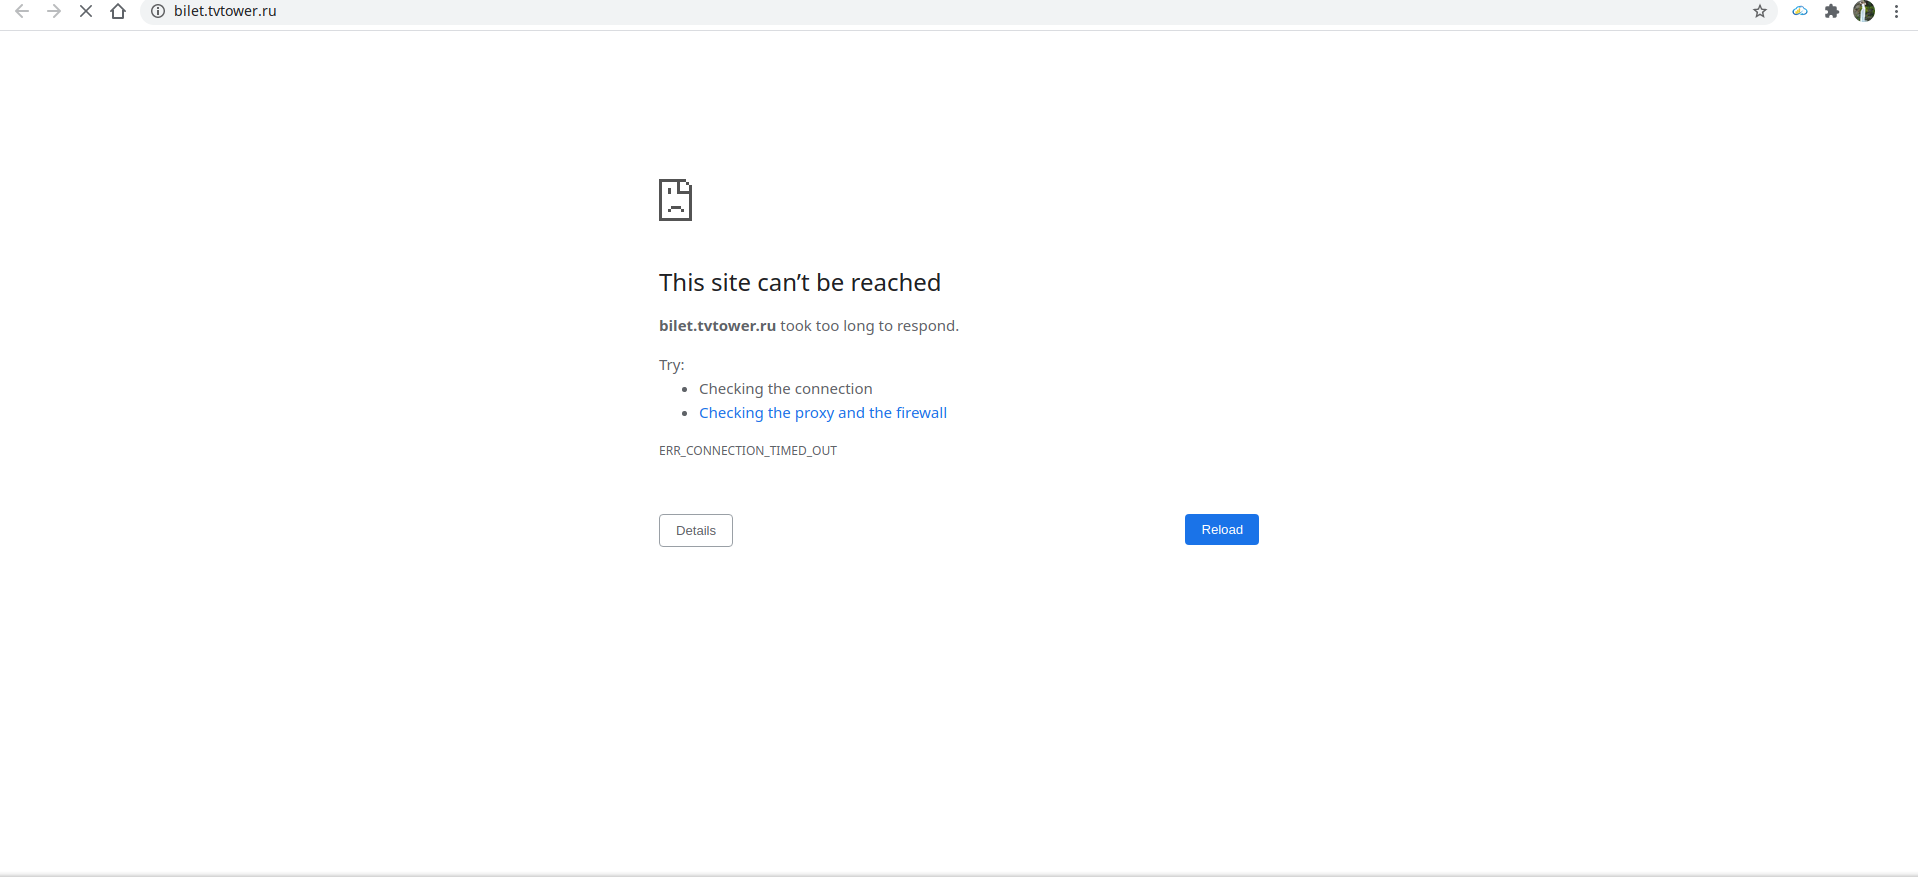 bilet.tvtower.ru
This site can’t be reached
bilet.tvtower.ru took too long to respond.
Try:
Checking the connection
Checking the proxy and the firewall
ERR_CONNECTION_TIMED_OUT
Details
Reload